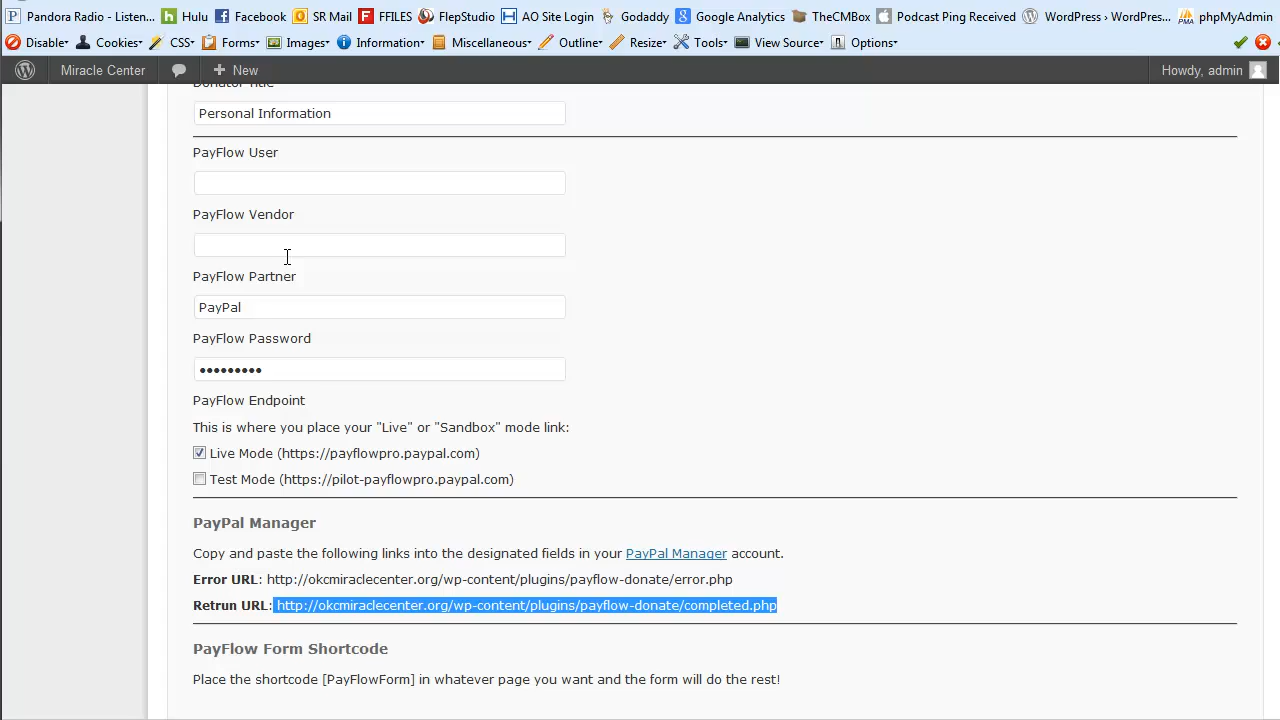 Pandora Radio - Listen... Hulu Facebook SR Mail FFILES BlepStudio AO Site Login Godaddy Google Analytics TheCMBox Podcast Ping Received WordPress › WordPress... phpMyAdmin
Disable Cookies CSS Forms Images Information Miscellaneous Outline Resize Tools View Source Options
Miracle Center New Howdy, admin
Donator Title
Personal Information
PayFlow User
PayFlow Vendor
PayFlow Partner
PayPal
PayFlow Password
•••••••••
PayFlow Endpoint
This is where you place your "Live" or "Sandbox" mode link:
Live Mode (https://payflowpro.paypal.com)
Test Mode (https://pilot-payflowpro.paypal.com)
PayPal Manager
Copy and paste the following links into the designated fields in your PayPal Manager account.
Error URL: http://okcmiraclecenter.org/wp-content/plugins/payflow-donate/error.php
Retrun URL: http://okcmiraclecenter.org/wp-content/plugins/payflow-donate/completed.php
PayFlow Form Shortcode
Place the shortcode [PayFlowForm] in whatever page you want and the form will do the rest!